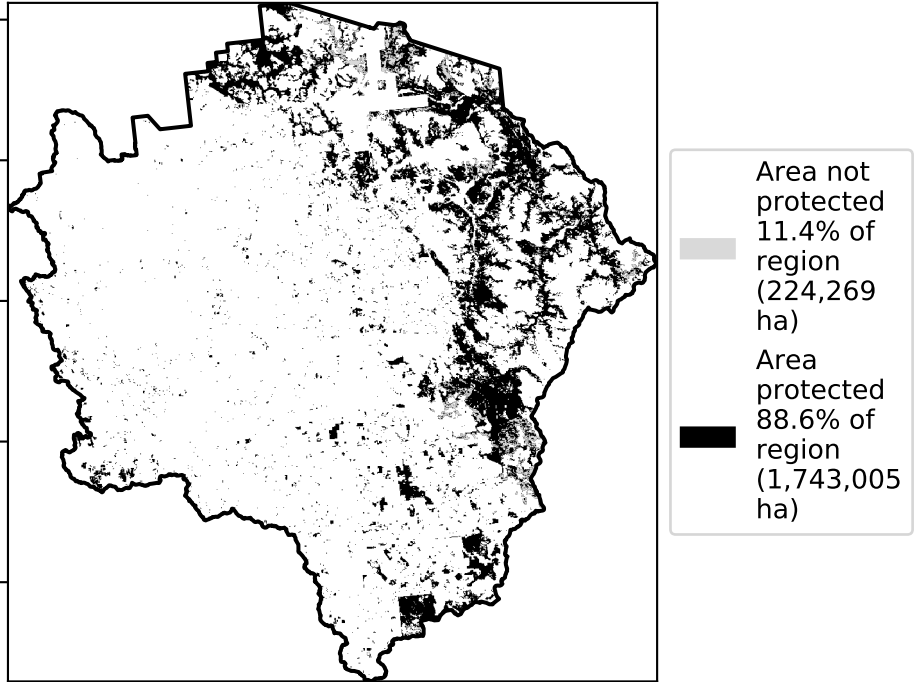 Area not
protected
11.4% of
region
(224,269
ha)
Area
protected
88.6% of
region
(1,743,005
ha)